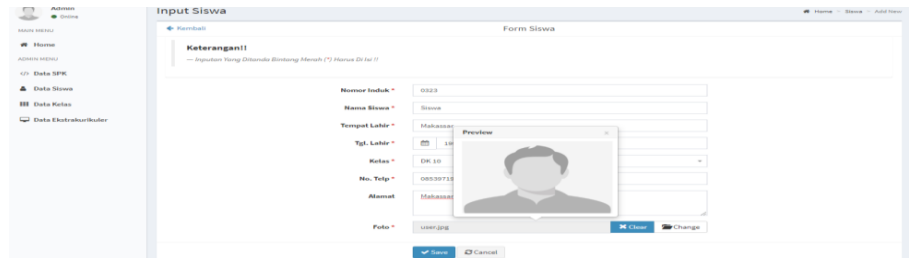 Admin
Online
MAIN MENU
Home
ADMIN MENU
Data SPK
Data Siswa
Data Kelas
Data Ekstrakurikuler
Input Siswa
Home > Siswa > Add New
Kembali
Form Siswa
Keterangan!!
— Inputan Yang Ditanda Bintang Merah (*) Harus Di Isi !!
Nomor Induk *
0323
Nama Siswa *
Siswa
Tempat Lahir *
Makassar
Tgl. Lahir *
19
Kelas *
DK 10
No. Telp *
Alamat
Makassar
Preview
×
Foto *
user.jpg
Clear
Change
Save
Cancel